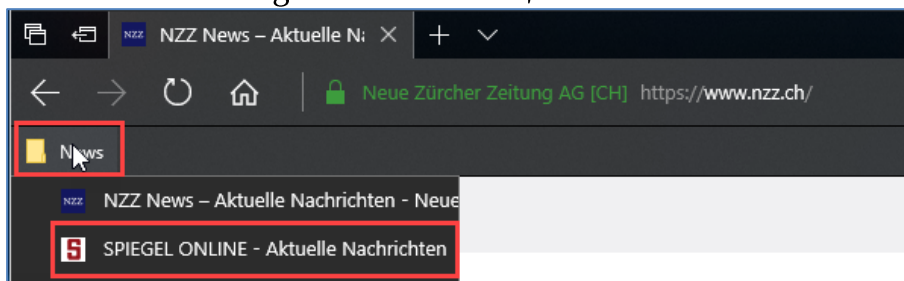 NZZ NZZ News – Aktuelle Na
Neue Zürcher Zeitung AG [CH] https://www.nzz.ch/
News
NZZ NZZ News – Aktuelle Nachrichten - Neue
S SPIEGEL ONLINE - Aktuelle Nachrichten